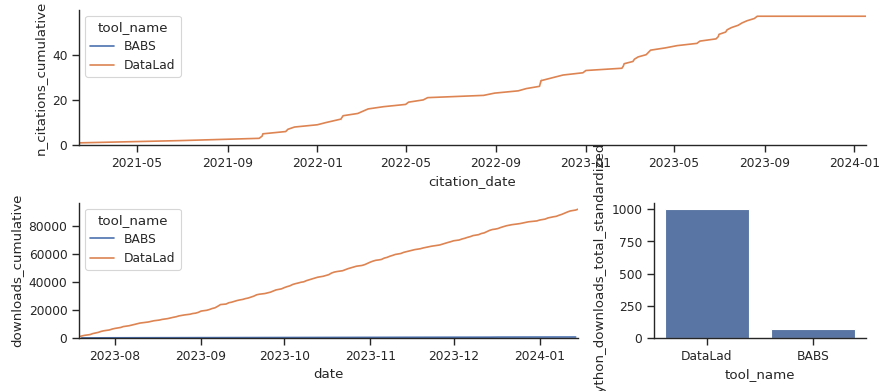 n_citations_cumulative
40
20
0
tool_name
BABS
DataLad
2021-05 2021-09 2022-01 2022-05 2022-09 2023-01 2023-05 2023-09 2024-01
citation_date
downloads_cumulative
80000
60000
40000
20000
0
tool_name
BABS
DataLad
2023-08 2023-09 2023-10 2023-11 2023-12 2024-01
date
ython_downloads_total_standardized
1000
750
500
250
0
DataLad BABS
tool_name